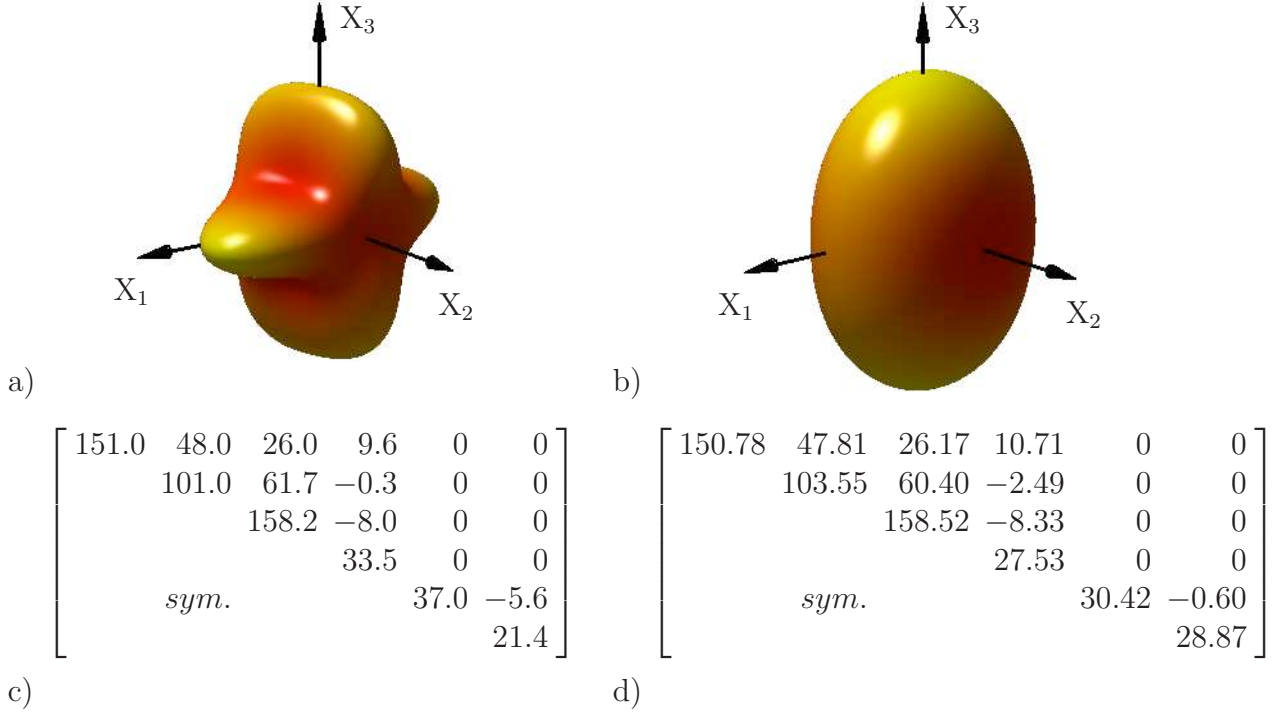 X3
X1
X2
a)
X3
X1
X2
b)
151.0 48.0 26.0 9.6 0 0
101.0 61.7 −0.3 0 0
158.2 −8.0 0 0
33.5 0 0
sym. 37.0 −5.6
21.4
c)
150.78 47.81 26.17 10.71 0 0
103.55 60.40 −2.49 0 0
158.52 −8.33 0 0
27.53 0 0
sym. 30.42 −0.60
28.87
d)